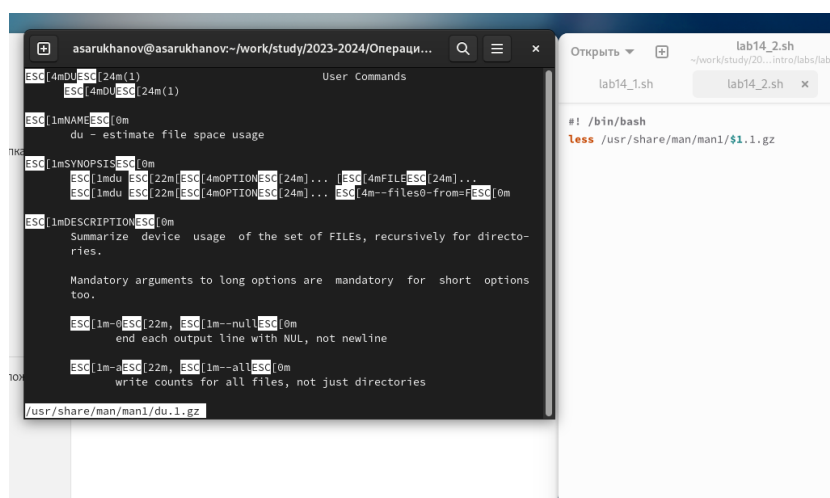 asarukhanov@asarukhanov:~/work/study/2023-2024/Операци...
ESC[4mDUESC[24m(1) User Commands
ESC[4mDUESC[24m(1)
ESC[1mNAMEESC[0m
du - estimate file space usage
ESC[1mSYNOPSISESC[0m
ESC[1mdu ESC[22m[ESC[4mOPTIONESC[24m]... [ESC[4mFILEESC[24m]...
ESC[1mdu ESC[22m[ESC[4mOPTIONESC[24m]... ESC[4m--files0-from=FESC[0m
ESC[1mDESCRIPTIONESC[0m
Summarize device usage of the set of FILEs, recursively for directo-
ries.
Mandatory arguments to long options are mandatory for short options
too.
ESC[1m-0ESC[22m, ESC[1m--nullESC[0m
end each output line with NUL, not newline
ESC[1m-aESC[22m, ESC[1m--allESC[0m
write counts for all files, not just directories
/usr/share/man/man1/du.1.gz
Открыть
lab14_2.sh
~/work/study/20...intro/labs/lab
lab14_1.sh
lab14_2.sh
#! /bin/bash
less /usr/share/man/man1/$1.1.gz